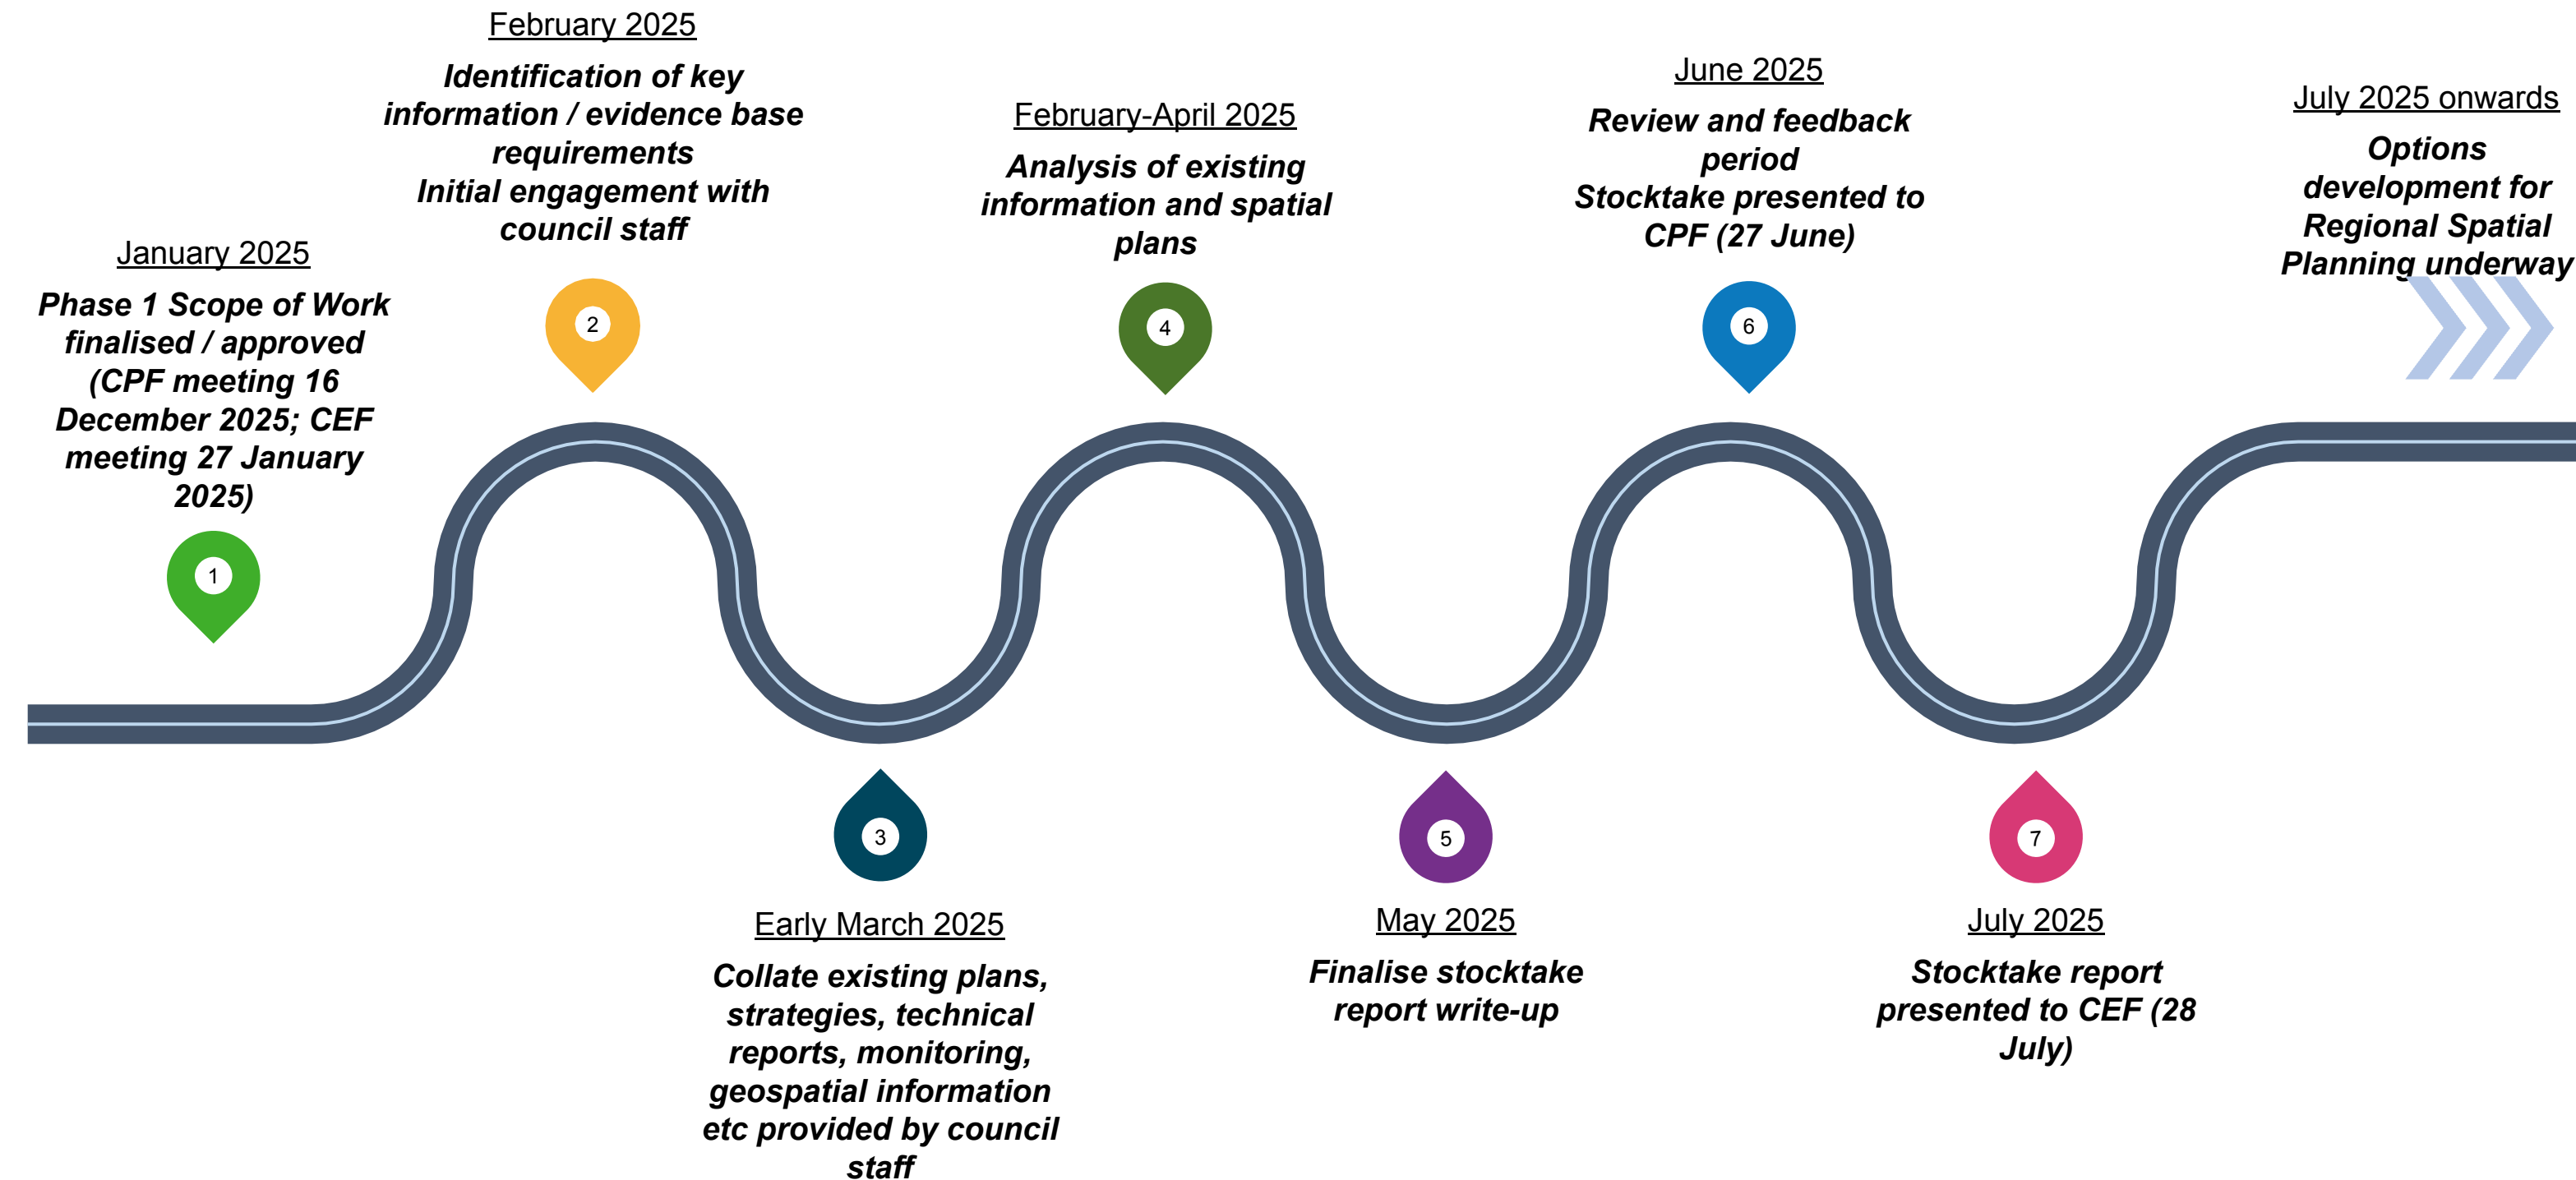 January 2025
Phase 1 Scope of Work
finalised / approved
(CPF meeting 16
December 2025; CEF
meeting 27 January
2025)
1
February 2025
Identification of key
information / evidence base
requirements
Initial engagement with
council staff
2
3
Early March 2025
Collate existing plans,
strategies, technical
reports, monitoring,
geospatial information
etc provided by council
staff
February-April 2025
Analysis of existing
information and spatial
plans
4
5
May 2025
Finalise stocktake
report write-up
June 2025
Review and feedback
period
Stocktake presented to
CPF (27 June)
6
7
July 2025
Stocktake report
presented to CEF (28
July)
July 2025 onwards
Options
development for
Regional Spatial
Planning underway